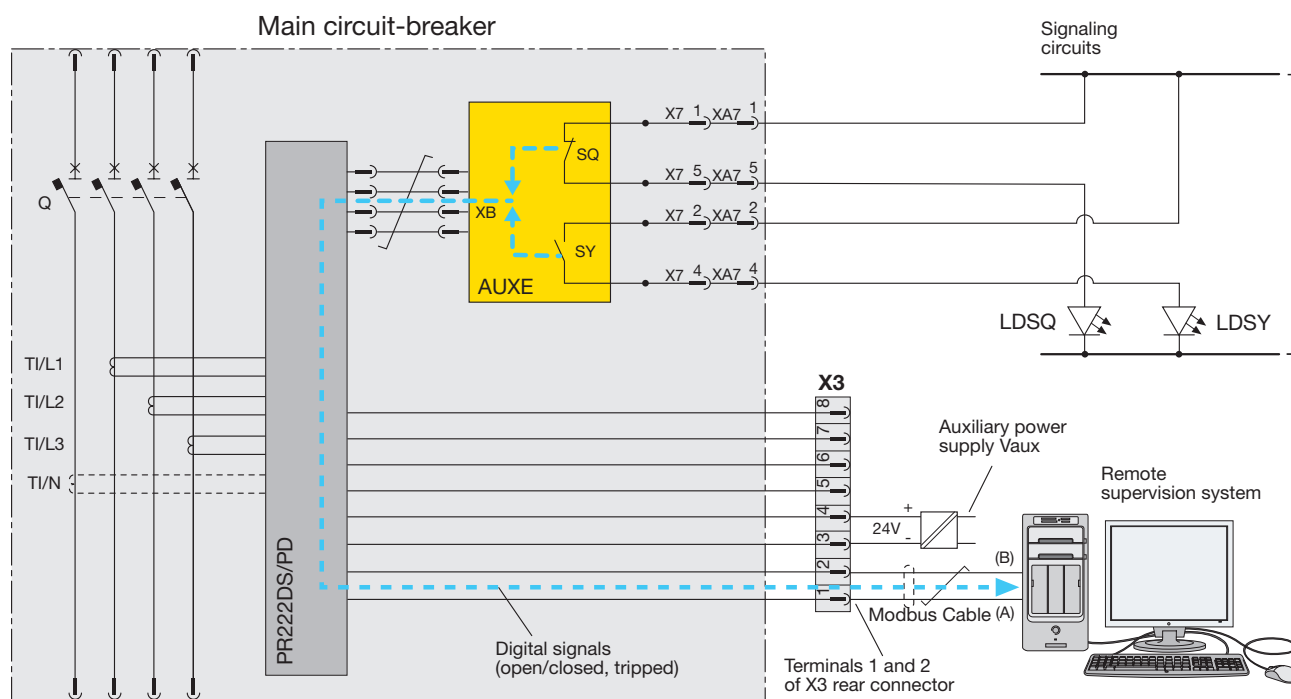 Main circuit-breaker
Signaling
circuits
X7 1 XA7 1
SQ
X7 5 XA7 5
Q
XB
X7 2 XA7 2
SY
X7 4 XA7 4
AUXE
LDSQ
LDSY
TI/L1
TI/L2
TI/L3
TI/N
PR222DS/PD
X3
8
7
6
5
4
3
2
1
Auxiliary power
supply Vaux
+
24V
-
Remote
supervision system
(B)
Modbus Cable (A)
Digital signals
(open/closed, tripped)
Terminals 1 and 2
of X3 rear connector